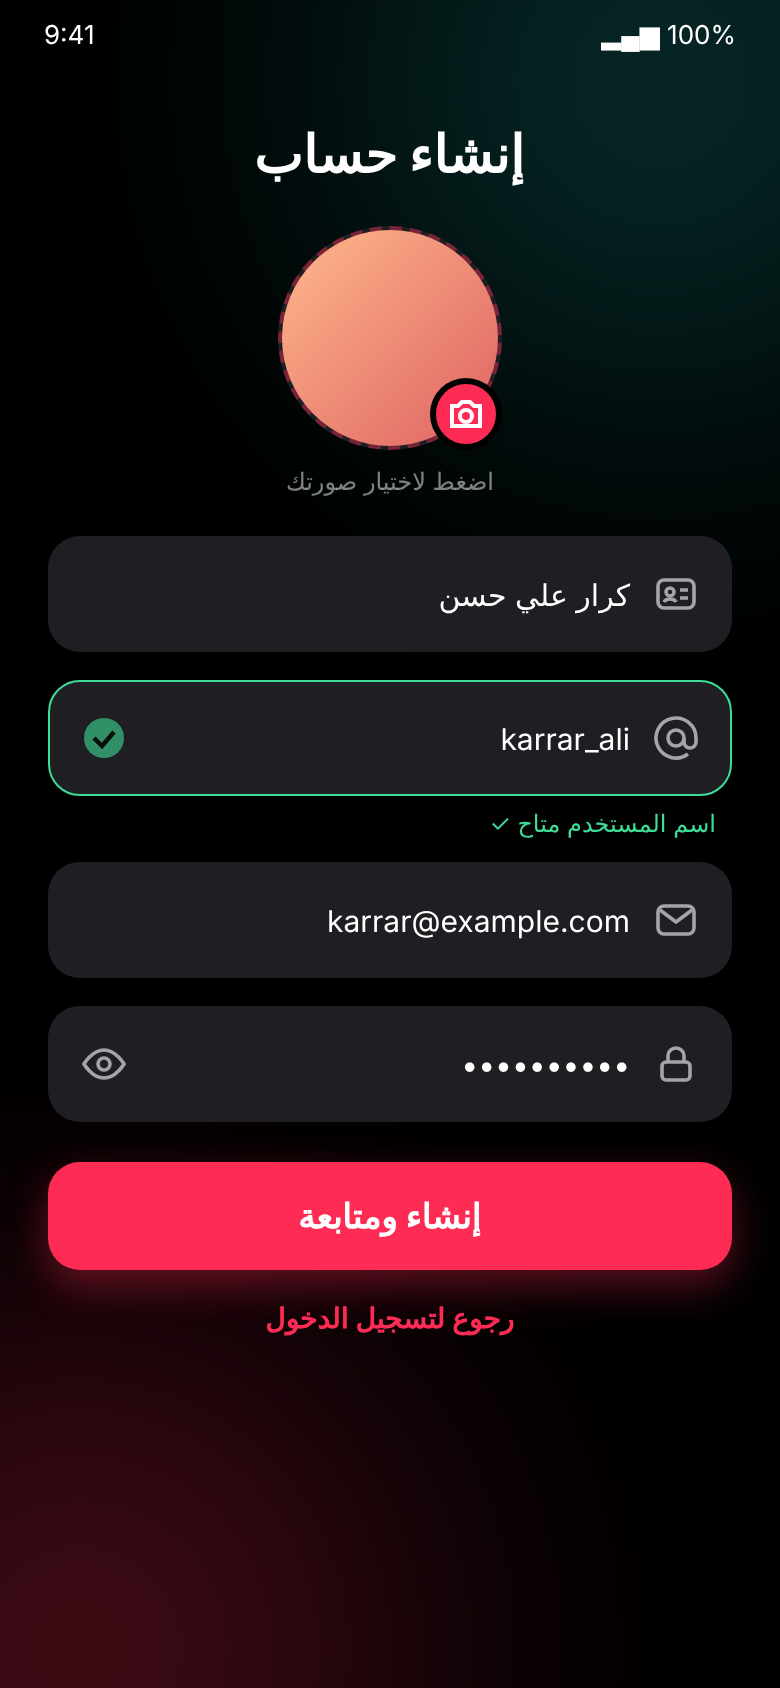 9:41
100%
إنشاء حساب
اضغط لاختيار صورتك
كرار علي حسن
karrar_ali
اسم المستخدم متاح ✓
karrar@example.com
••••••••••
إنشاء ومتابعة
رجوع لتسجيل الدخول